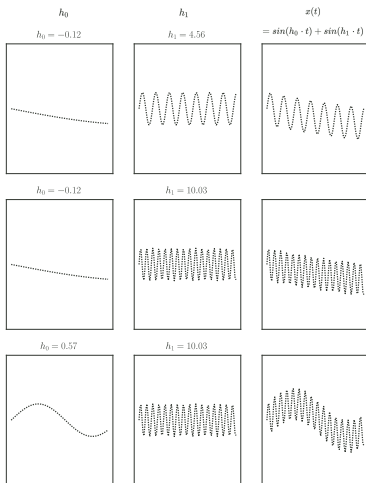 h₀ h₁ x(t)
= sin(h₀ · t) + sin(h₁ · t)
h₀ = −0.12 h₁ = 4.56
h₀ = −0.12 h₁ = 10.03
h₀ = 0.57 h₁ = 10.03